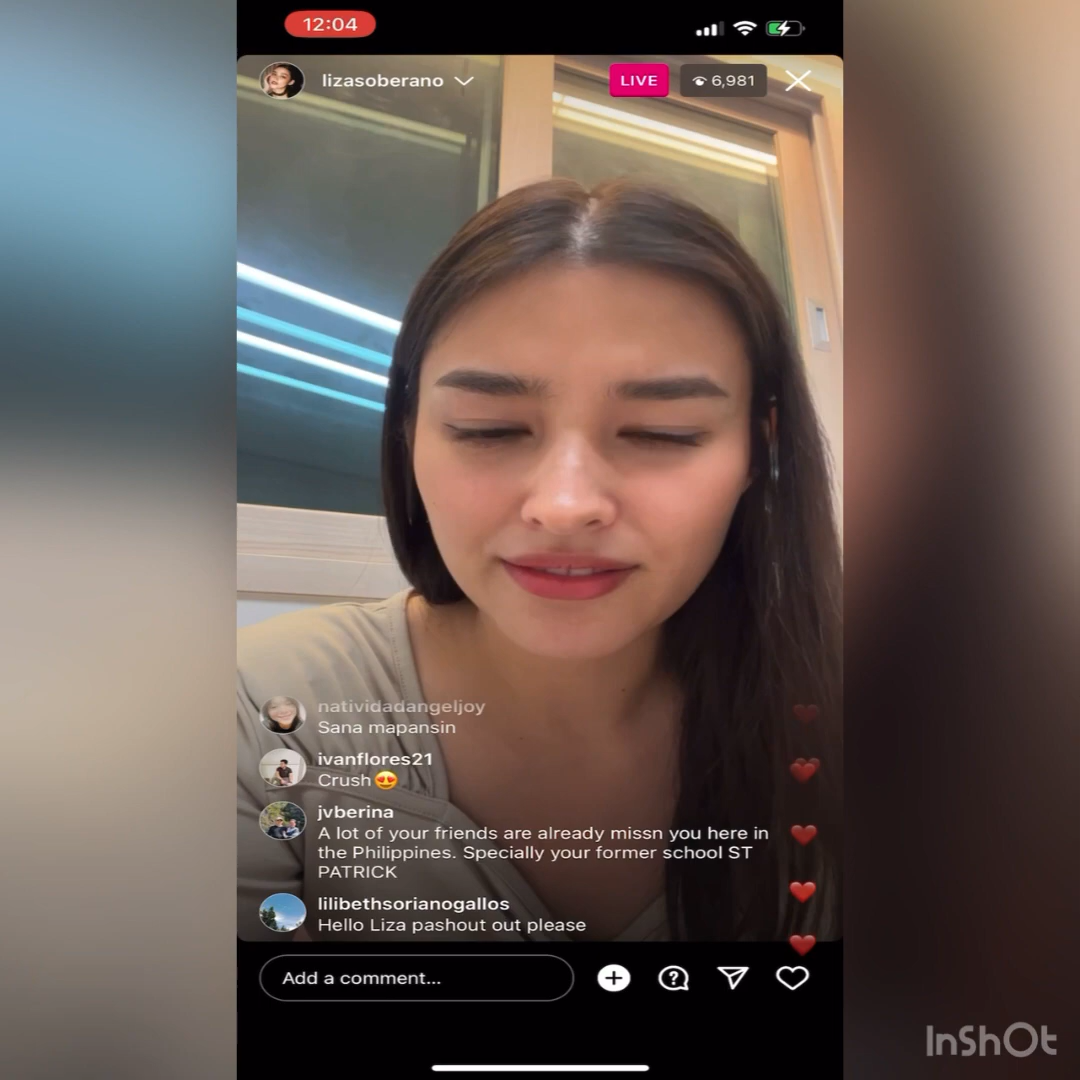 12:04
lizasoberano
LIVE
6,981
natividadangeljoy
Sana mapansin
ivanflores21
Crush😍
jvberina
A lot of your friends are already missn you here in
the Philippines. Specially your former school ST
PATRICK
lilibethsorianogallos
Hello Liza pashout out please
Add a comment...
InShOt